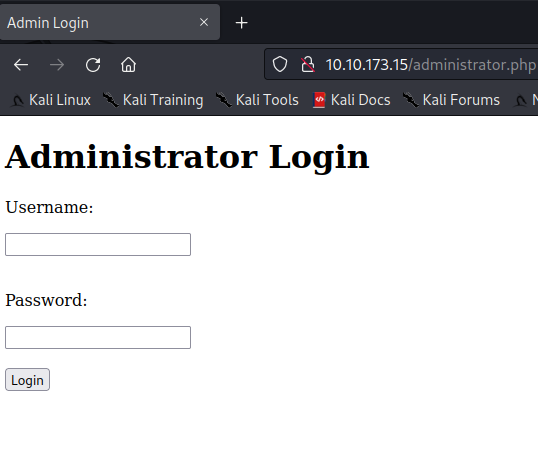 Admin Login
10.10.173.15/administrator.php
Kali Linux Kali Training Kali Tools Kali Docs Kali Forums
Administrator Login
Username:
Password:
Login